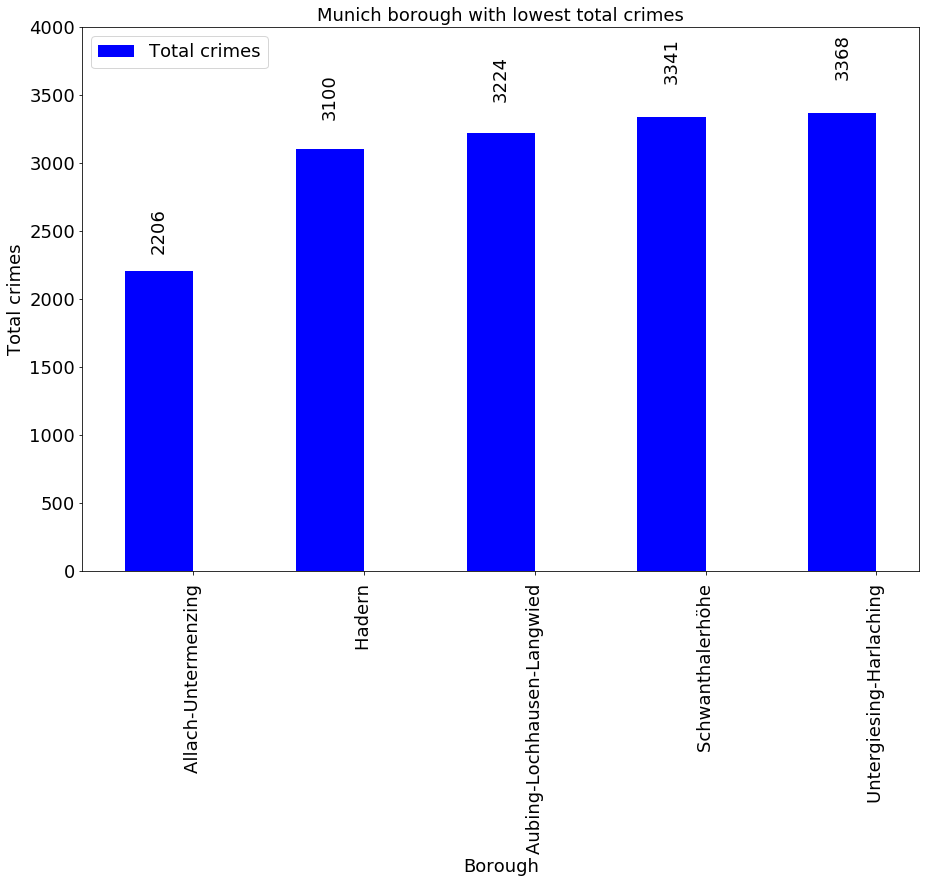 Munich borough with lowest total crimes
Total crimes
4000
3500
3000
2500
2000
1500
1000
500
0
Total crimes
2206
3100
3224
3341
3368
Allach-Untermenzing
Hadern
Aubing-Lochhausen-Langwied
Schwanthalerhöhe
Untergiesing-Harlaching
Borough